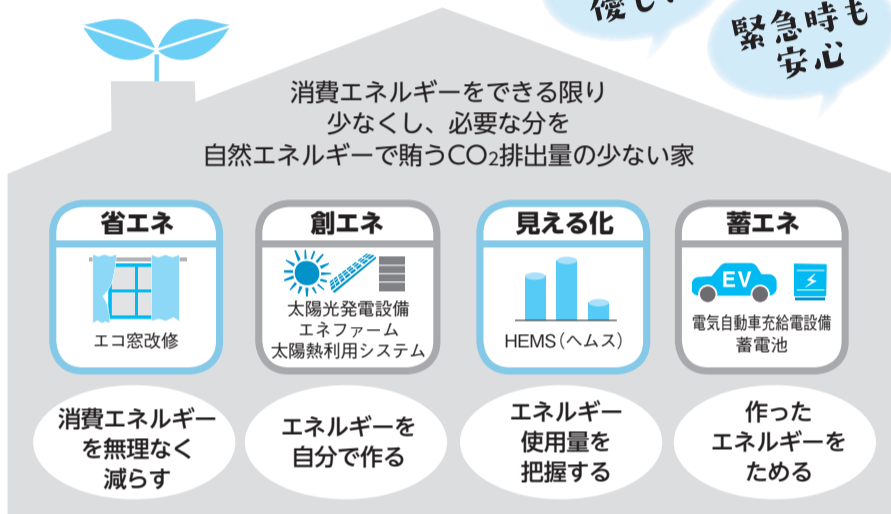 緊急時も
安心
消費エネルギーをできる限り
少なくし、必要な分を
自然エネルギーで賄うCO₂排出量の少ない家
省エネ
エコ窓改修
消費エネルギー
を無理なく
減らす
創エネ
太陽光発電設備
エネファーム
太陽熱利用システム
エネルギーを
自分で作る
見える化
HEMS(ヘムス)
エネルギー
使用量を
把握する
蓄エネ
EV
電気自動車充給電設備
蓄電池
作った
エネルギーを
ためる